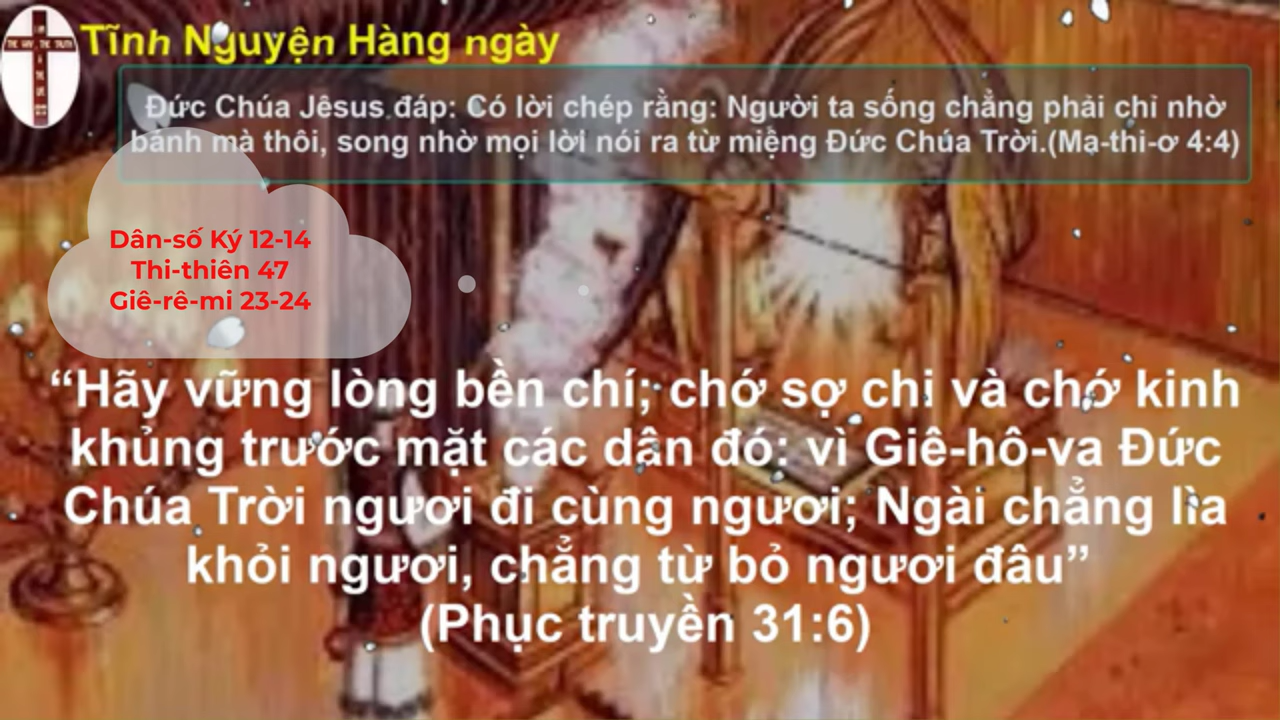 Tĩnh Nguyện Hàng ngày
Đức Chúa Jêsus đáp: Có lời chép rằng: Người ta sống chẳng phải chỉ nhờ
bánh mà thôi, song nhờ mọi lời nói ra từ miệng Đức Chúa Trời.(Ma-thi-ơ 4:4)
Dân-số Ký 12-14
Thi-thiên 47
Giê-rê-mi 23-24
“Hãy vững lòng bền chí; chớ sợ chi và chớ kinh
khủng trước mặt các dân đó: vì Giê-hô-va Đức
Chúa Trời ngươi đi cùng ngươi; Ngài chẳng lìa
khỏi ngươi, chẳng từ bỏ ngươi đâu”
(Phục truyền 31:6)